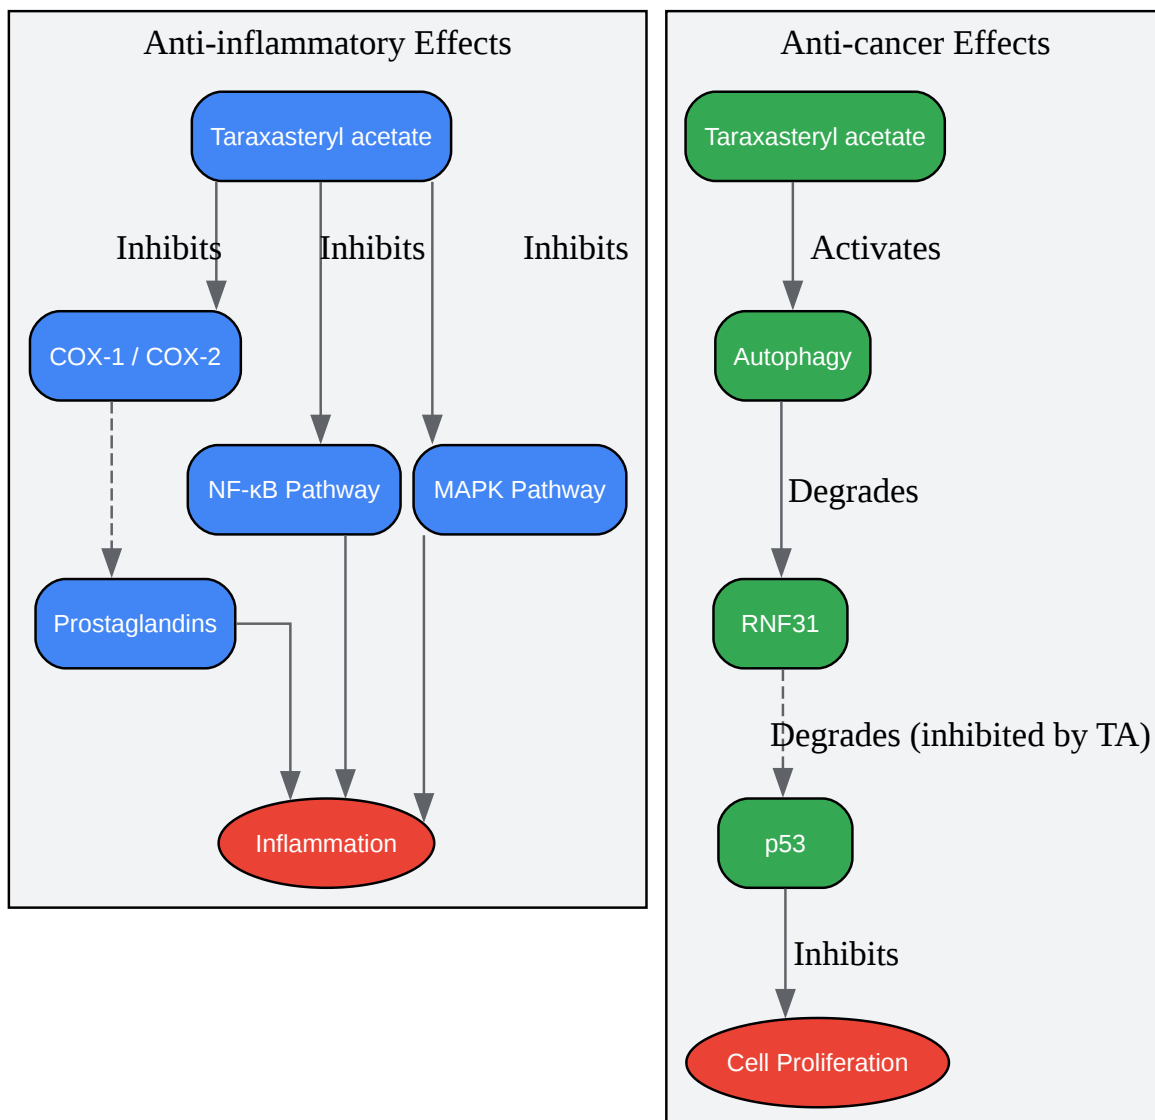 Anti-inflammatory Effects
Taraxasteryl acetate
Inhibits
Inhibits
Inhibits
COX-1 / COX-2
NF-κB Pathway
MAPK Pathway
Prostaglandins
Inflammation
Anti-cancer Effects
Taraxasteryl acetate
Activates
Autophagy
Degrades
RNF31
Degrades (inhibited by TA)
p53
Inhibits
Cell Proliferation